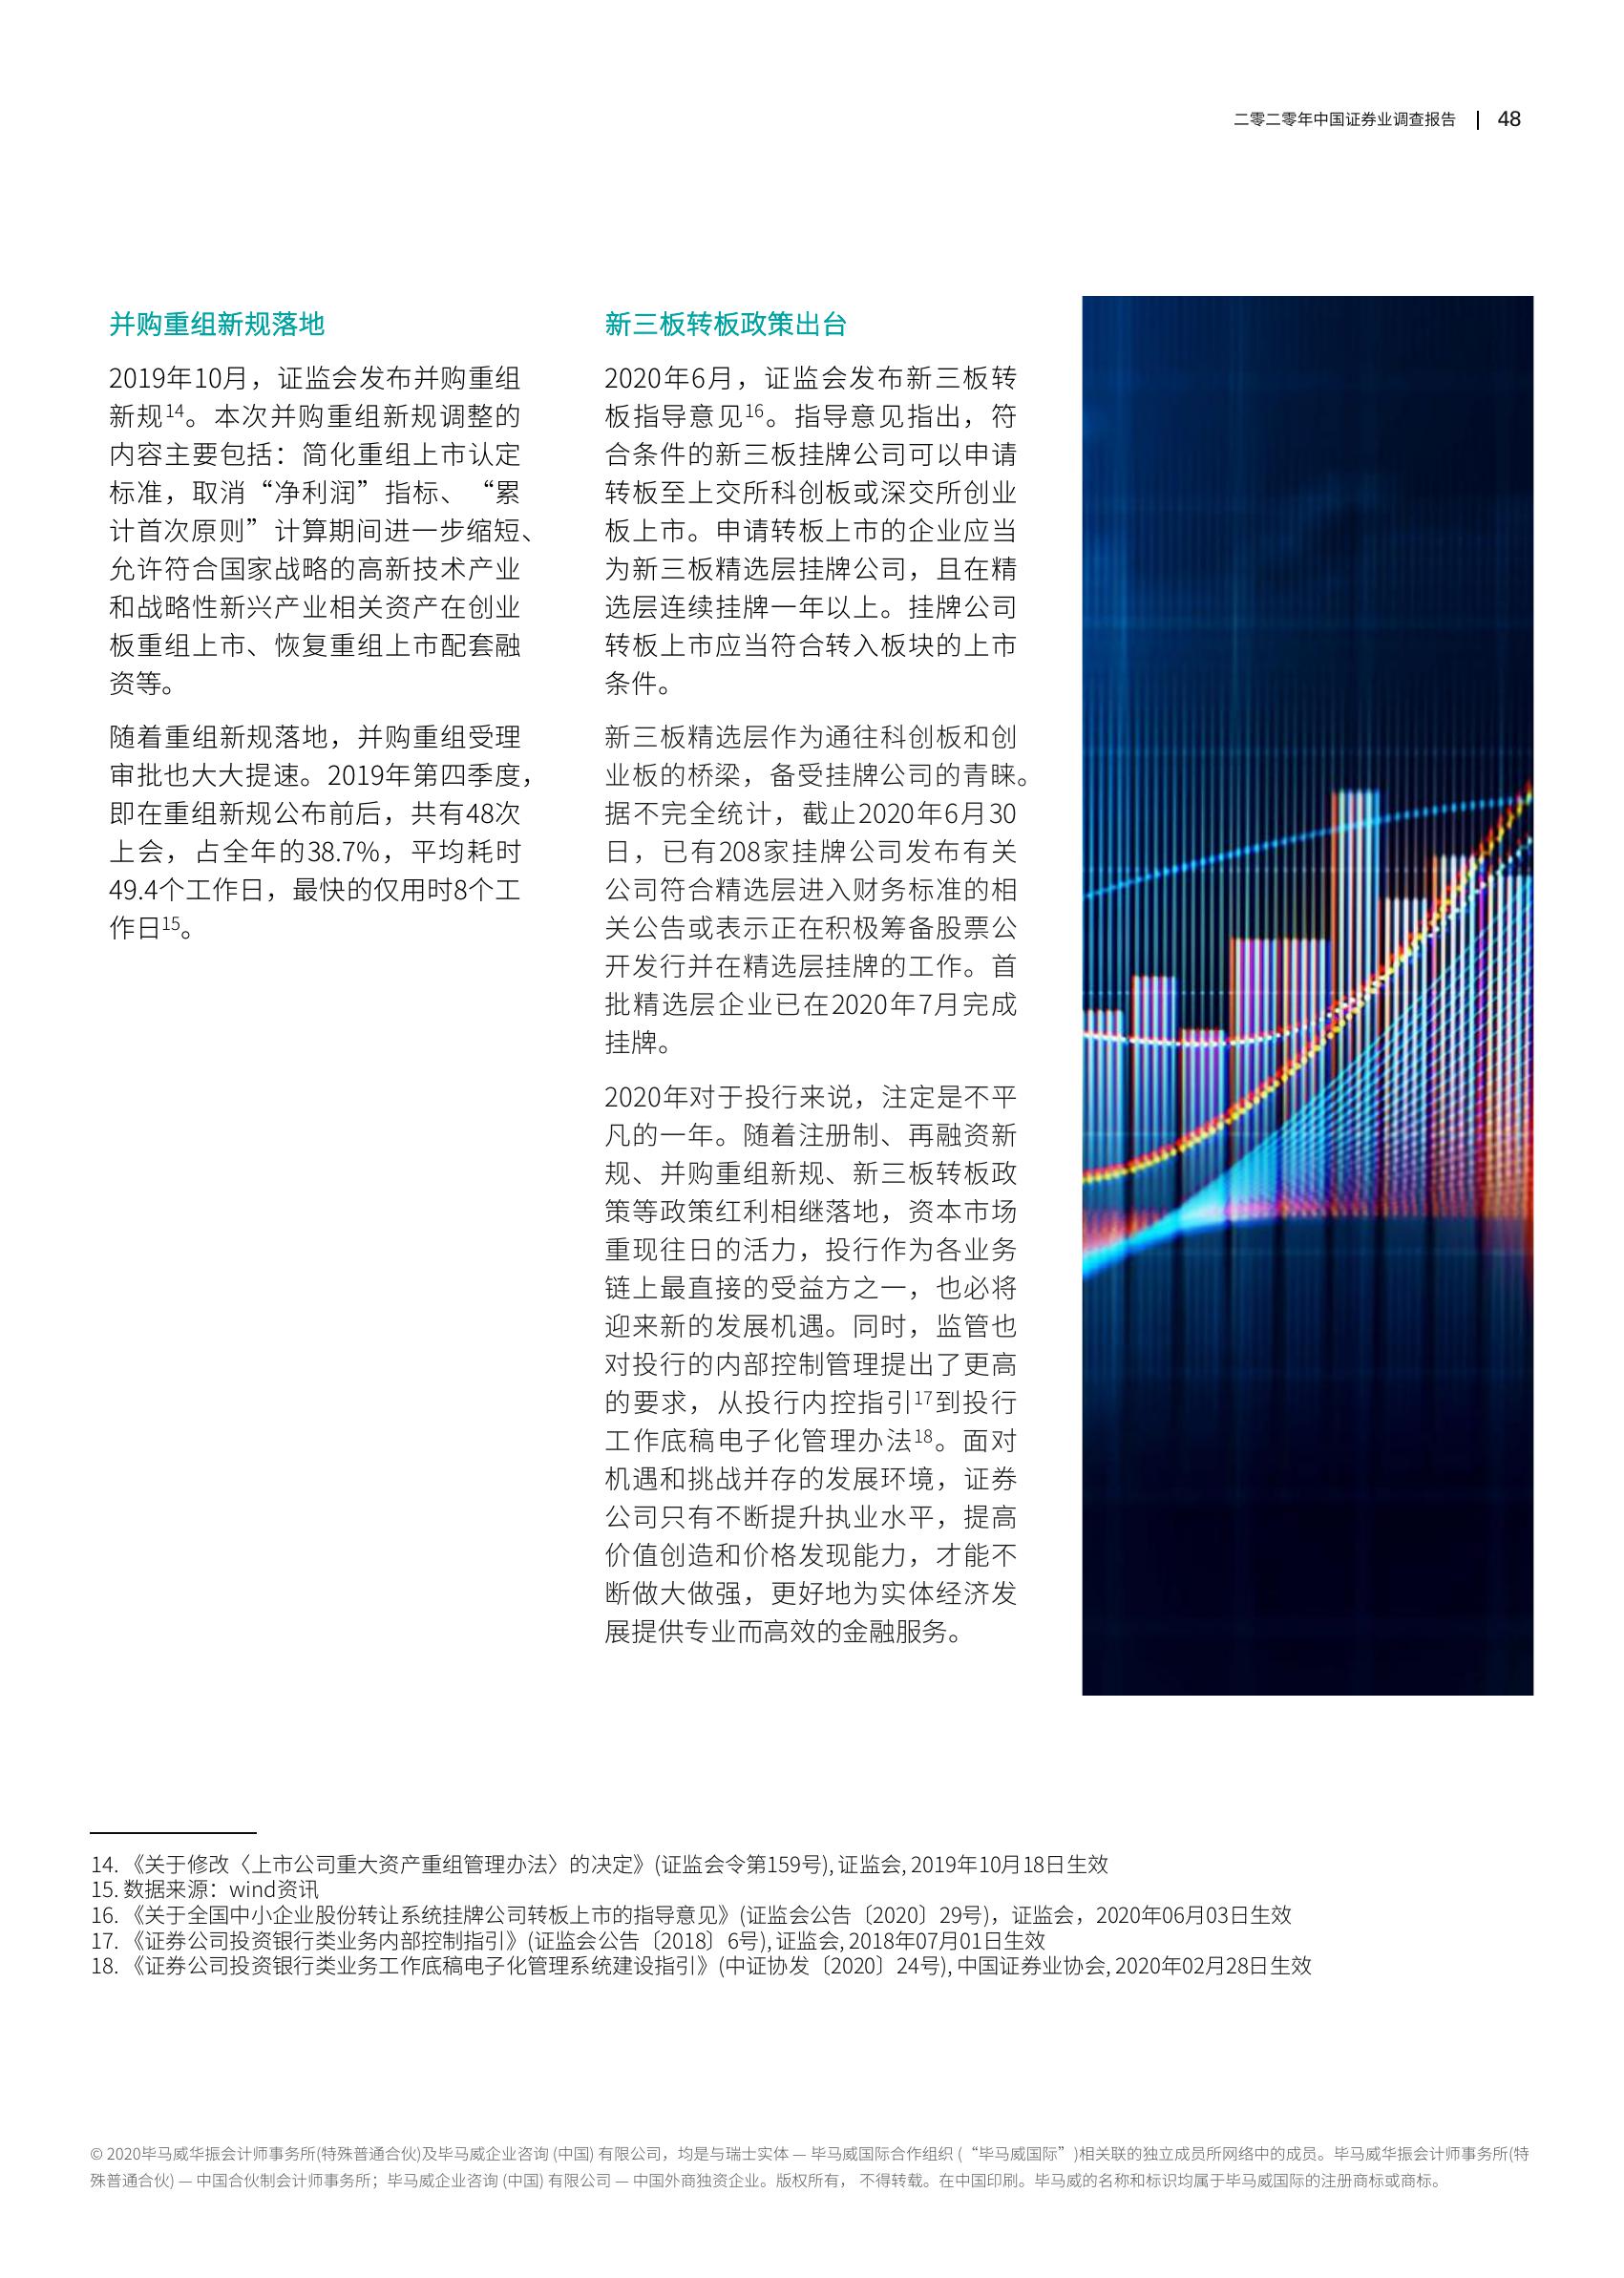 二零二零年中国证券业调查报告 | 48
并购重组新规落地
2019年10月，证监会发布并购重组
新规14。本次并购重组新规调整的
内容主要包括：简化重组上市认定
标准，取消“净利润”指标、“累
计首次原则”计算期间进一步缩短、
允许符合国家战略的高新技术产业
和战略性新兴产业相关资产在创业
板重组上市、恢复重组上市配套融
资等。
随着重组新规落地，并购重组受理
审批也大大提速。2019年第四季度，
即在重组新规公布前后，共有48次
上会，占全年的38.7%，平均耗时
49.4个工作日，最快的仅用时8个工
作日15。
新三板转板政策出台
2020年6月，证监会发布新三板转
板指导意见16。指导意见指出，符
合条件的新三板挂牌公司可以申请
转板至上交所科创板或深交所创业
板上市。申请转板上市的企业应当
为新三板精选层挂牌公司，且在精
选层连续挂牌一年以上。挂牌公司
转板上市应当符合转入板块的上市
条件。
新三板精选层作为通往科创板和创
业板的桥梁，备受挂牌公司的青睐。
据不完全统计，截止2020年6月30
日，已有208家挂牌公司发布有关
公司符合精选层进入财务标准的相
关公告或表示正在积极筹备股票公
开发行并在精选层挂牌的工作。首
批精选层企业已在2020年7月完成
挂牌。
2020年对于投行来说，注定是不平
凡的一年。随着注册制、再融资新
规、并购重组新规、新三板转板政
策等政策红利相继落地，资本市场
重现往日的活力，投行作为各业务
链上最直接的受益方之一，也必将
迎来新的发展机遇。同时，监管也
对投行的内部控制管理提出了更高
的要求，从投行内控指引17到投行
工作底稿电子化管理办法18。面对
机遇和挑战并存的发展环境，证券
公司只有不断提升执业水平，提高
价值创造和价格发现能力，才能不
断做大做强，更好地为实体经济发
展提供专业而高效的金融服务。
14. 《关于修改〈上市公司重大资产重组管理办法〉的决定》(证监会令第159号), 证监会, 2019年10月18日生效
15. 数据来源：wind资讯
16. 《关于全国中小企业股份转让系统挂牌公司转板上市的指导意见》(证监会公告〔2020〕29号)，证监会，2020年06月03日生效
17. 《证券公司投资银行类业务内部控制指引》(证监会公告〔2018〕6号), 证监会, 2018年07月01日生效
18. 《证券公司投资银行类业务工作底稿电子化管理系统建设指引》(中证协发〔2020〕24号), 中国证券业协会, 2020年02月28日生效
© 2020毕马威华振会计师事务所(特殊普通合伙)及毕马威企业咨询 (中国) 有限公司，均是与瑞士实体 — 毕马威国际合作组织 (“毕马威国际”)相关联的独立成员所网络中的成员。毕马威华振会计师事务所(特
殊普通合伙) — 中国合伙制会计师事务所；毕马威企业咨询 (中国) 有限公司 — 中国外商独资企业。版权所有， 不得转载。在中国印刷。毕马威的名称和标识均属于毕马威国际的注册商标或商标。